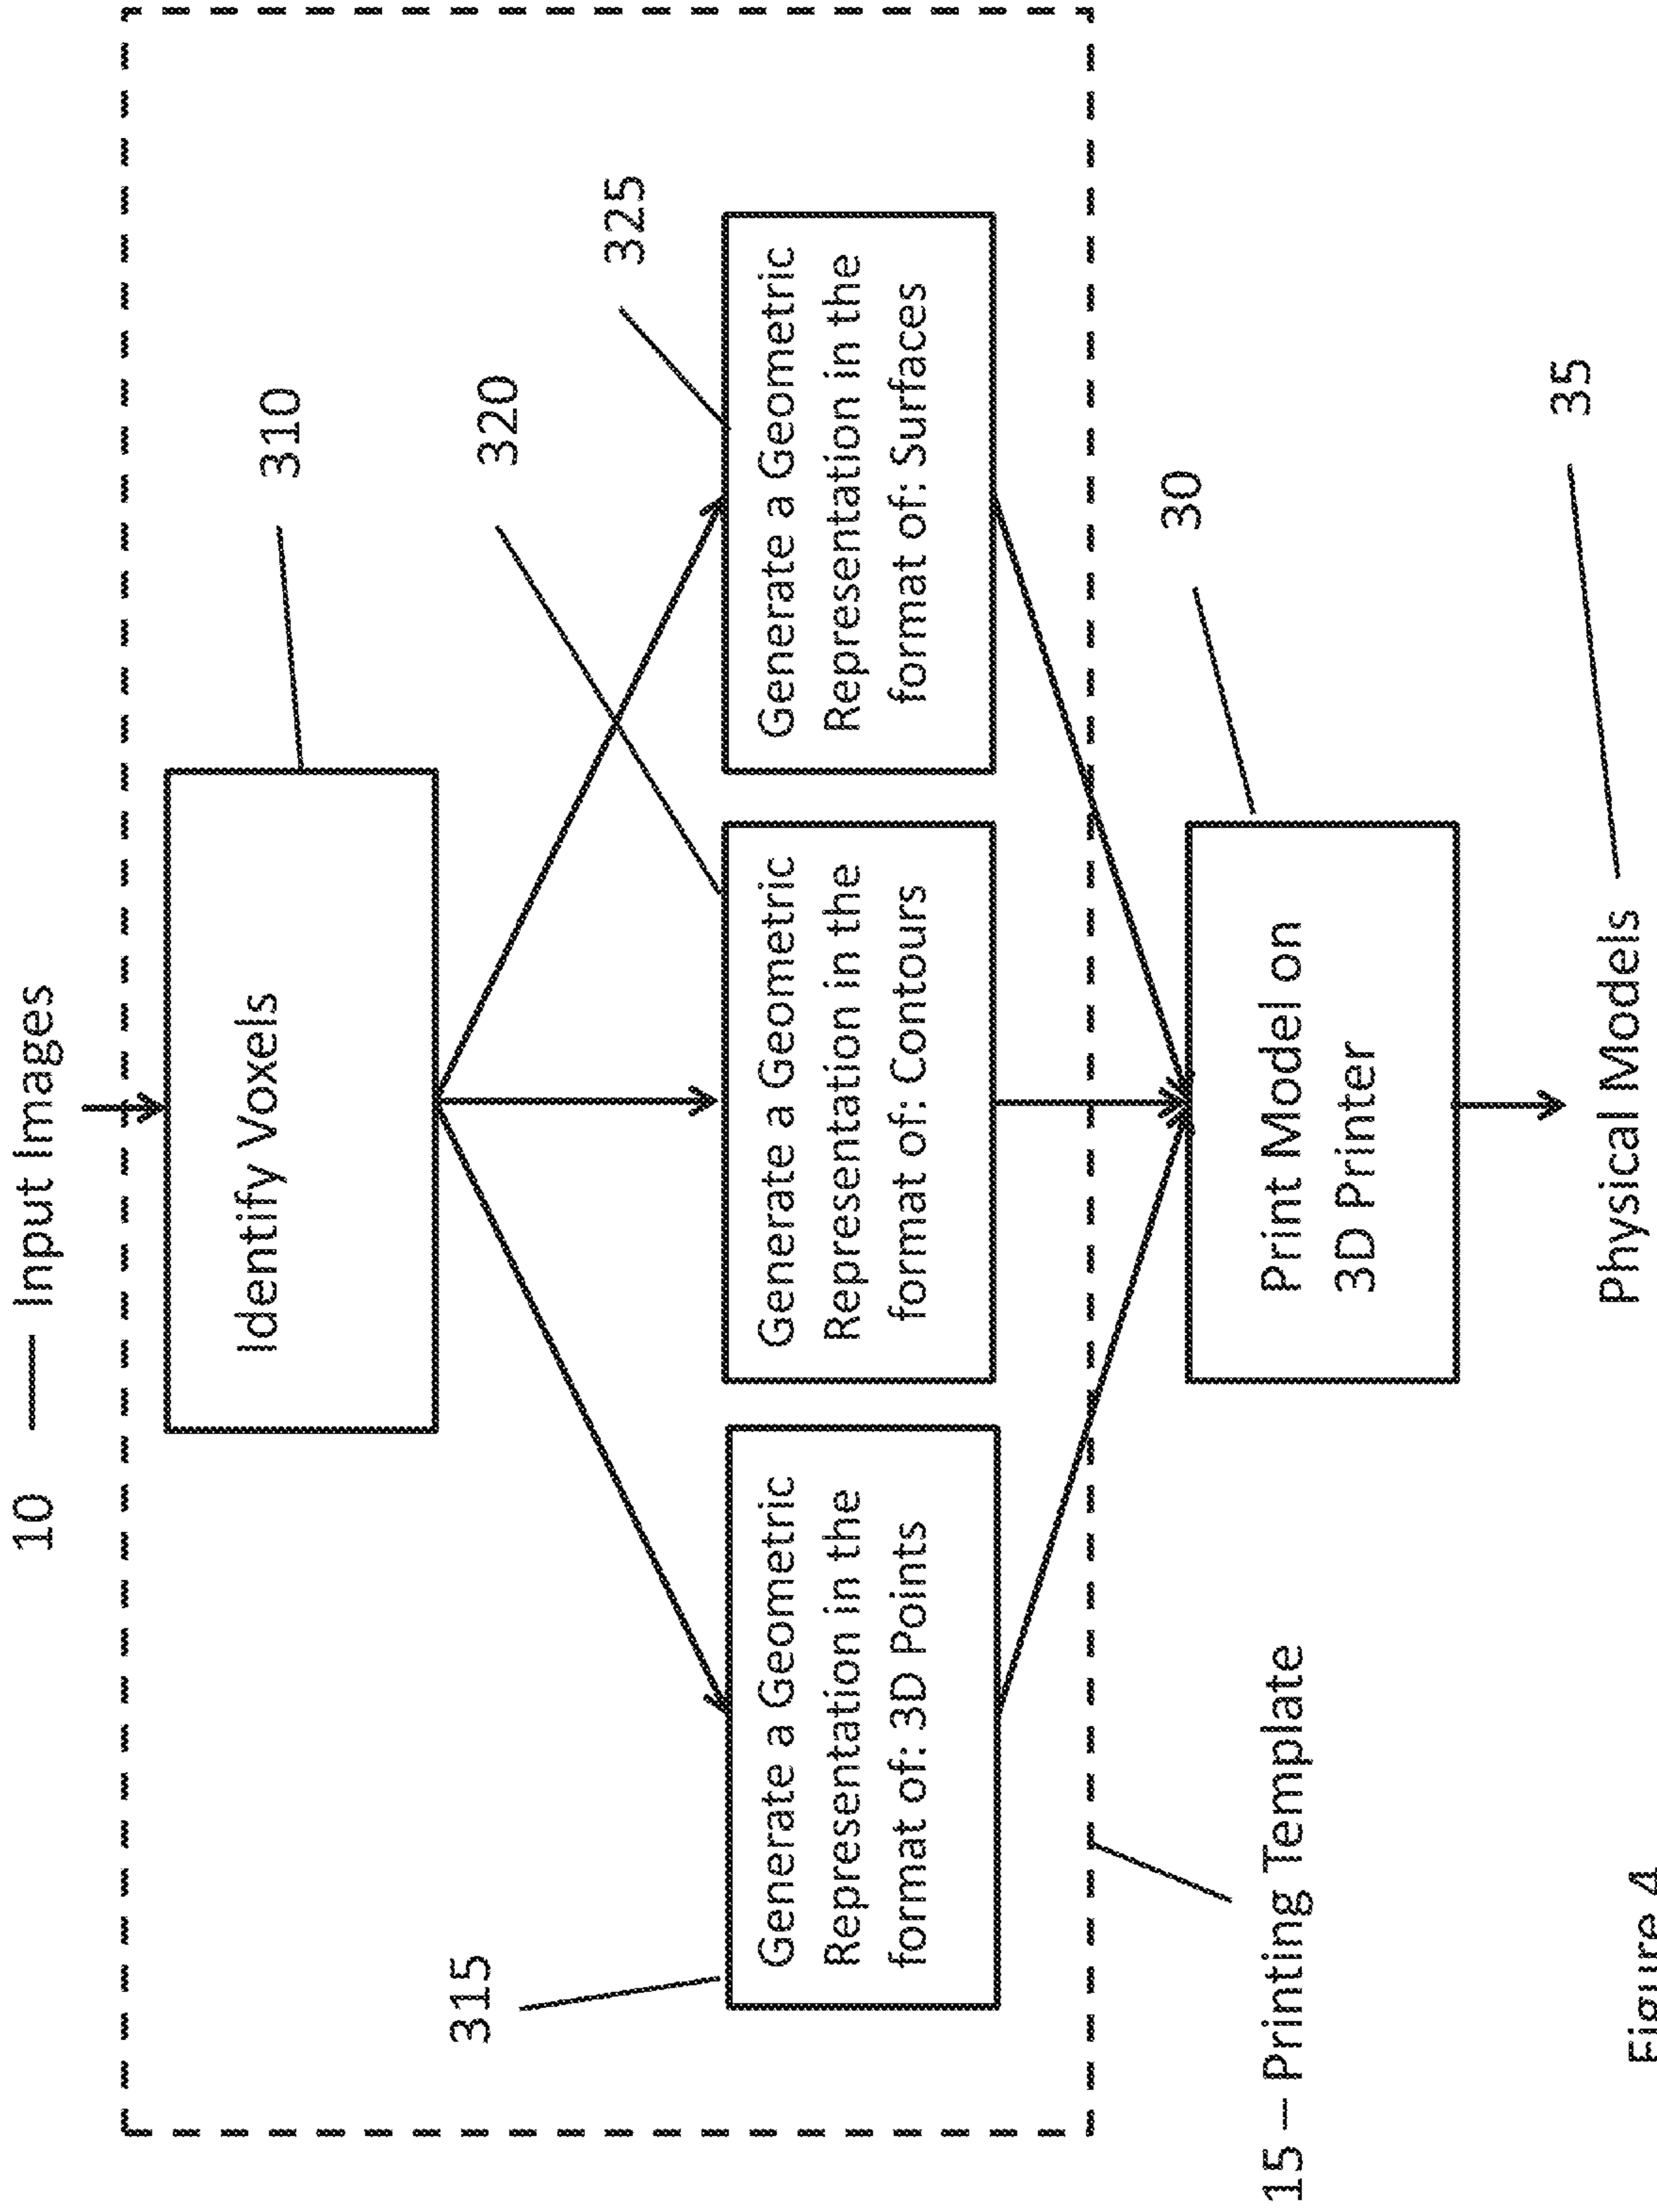 10 — Input Images
310
Identify Voxels
320
325
315
Generate a Geometric
Representation in the
format of: 3D Points
Generate a Geometric
Representation in the
format of: Contours
Generate a Geometric
Representation in the
format of: Surfaces
30
15 – Printing Template
Print Model on
3D Printer
35
Physical Models
Figure 4